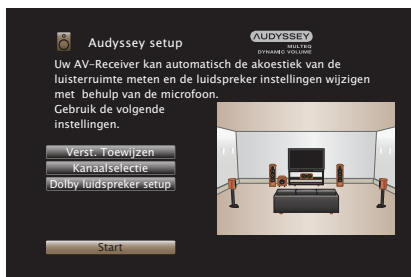 Audyssey setup
AUDYSSEY
MULTEQ
DYNAMIC VOLUME
Uw AV-Receiver kan automatisch de akoestiek van de
luisterruimte meten en de luidspreker instellingen wijzigen
met behulp van de microfoon.
Gebruik de volgende
instellingen.
Verst. Toewijzen
Kanaalselectie
Dolby luidspreker setup
Start